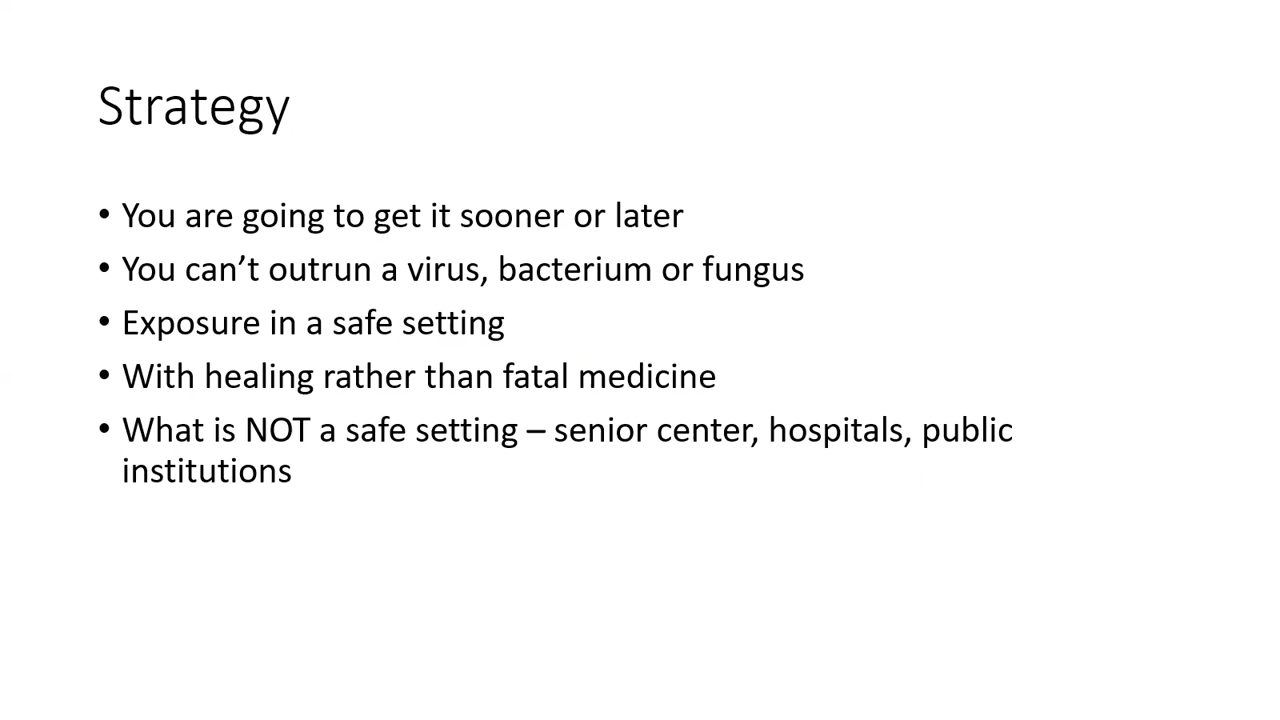 Strategy
• You are going to get it sooner or later
• You can’t outrun a virus, bacterium or fungus
• Exposure in a safe setting
• With healing rather than fatal medicine
• What is NOT a safe setting – senior center, hospitals, public
institutions